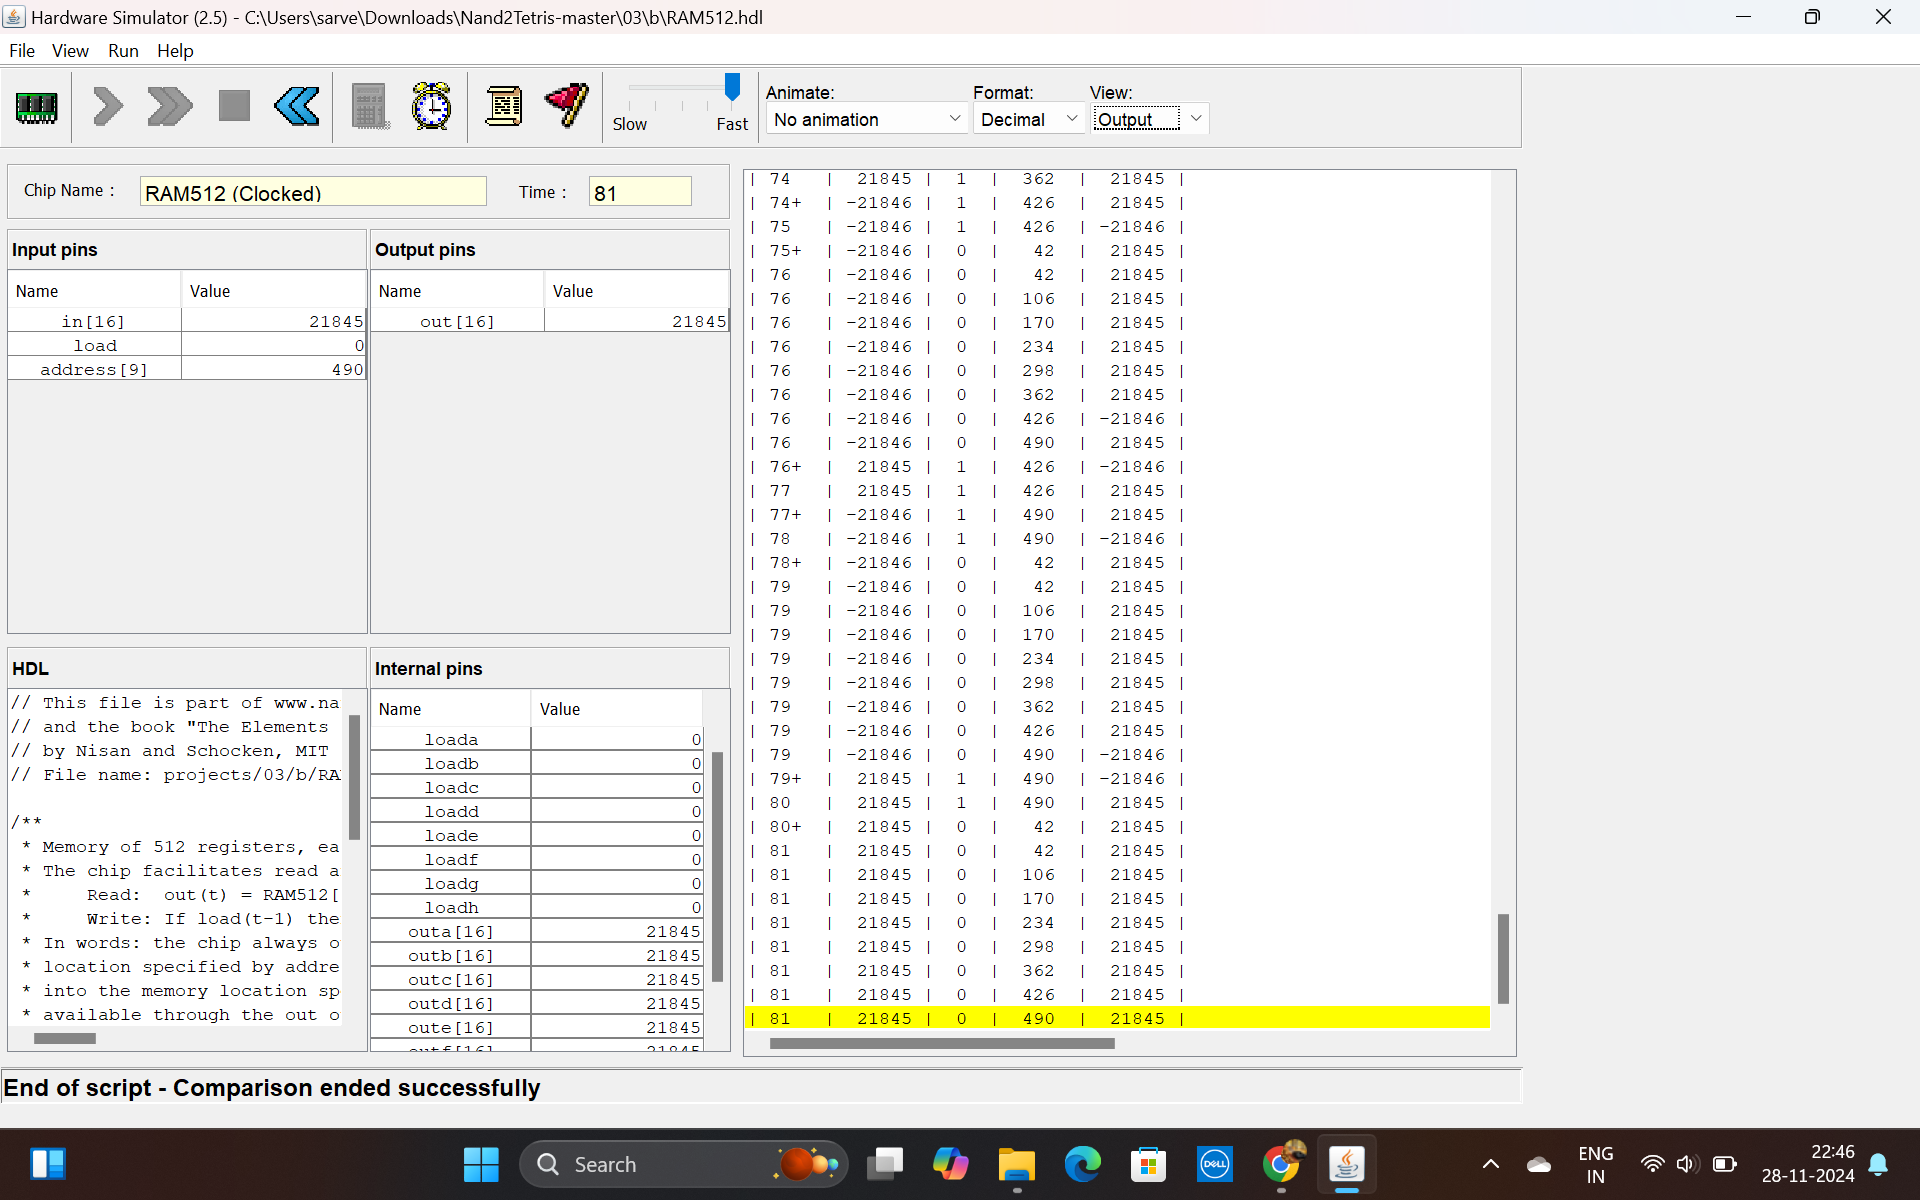 Hardware Simulator (2.5) - C:\Users\sarve\Downloads\Nand2Tetris-master\03\b\RAM512.hdl
File View Run Help
Slow Fast
Animate: Format: View:
No animation Decimal Output
Chip Name : RAM512 (Clocked) Time : 81
Input pins
Name Value
in[16] 21845
load 0
address[9] 490
Output pins
Name Value
out[16] 21845
HDL
// This file is part of www.na
// and the book "The Elements
// by Nisan and Schocken, MIT
// File name: projects/03/b/RA
/**
* Memory of 512 registers, ea
* The chip facilitates read a
* Read: out(t) = RAM512[
* Write: If load(t-1) the
* In words: the chip always o
* location specified by addre
* into the memory location sp
* available through the out o
Internal pins
Name Value
loada 0
loadb 0
loadc 0
loadd 0
loade 0
loadf 0
loadg 0
loadh 0
outa[16] 21845
outb[16] 21845
outc[16] 21845
outd[16] 21845
oute[16] 21845
outf[16] 21845
| 74 | 21845 | 1 | 362 | 21845 |
| 74+ | -21846 | 1 | 426 | 21845 |
| 75 | -21846 | 1 | 426 | -21846 |
| 75+ | -21846 | 0 | 42 | 21845 |
| 76 | -21846 | 0 | 42 | 21845 |
| 76 | -21846 | 0 | 106 | 21845 |
| 76 | -21846 | 0 | 170 | 21845 |
| 76 | -21846 | 0 | 234 | 21845 |
| 76 | -21846 | 0 | 298 | 21845 |
| 76 | -21846 | 0 | 362 | 21845 |
| 76 | -21846 | 0 | 426 | -21846 |
| 76 | -21846 | 0 | 490 | 21845 |
| 76+ | 21845 | 1 | 426 | -21846 |
| 77 | 21845 | 1 | 426 | 21845 |
| 77+ | -21846 | 1 | 490 | 21845 |
| 78 | -21846 | 1 | 490 | -21846 |
| 78+ | -21846 | 0 | 42 | 21845 |
| 79 | -21846 | 0 | 42 | 21845 |
| 79 | -21846 | 0 | 106 | 21845 |
| 79 | -21846 | 0 | 170 | 21845 |
| 79 | -21846 | 0 | 234 | 21845 |
| 79 | -21846 | 0 | 298 | 21845 |
| 79 | -21846 | 0 | 362 | 21845 |
| 79 | -21846 | 0 | 426 | 21845 |
| 79 | -21846 | 0 | 490 | -21846 |
| 79+ | 21845 | 1 | 490 | -21846 |
| 80 | 21845 | 1 | 490 | 21845 |
| 80+ | 21845 | 0 | 42 | 21845 |
| 81 | 21845 | 0 | 42 | 21845 |
| 81 | 21845 | 0 | 106 | 21845 |
| 81 | 21845 | 0 | 170 | 21845 |
| 81 | 21845 | 0 | 234 | 21845 |
| 81 | 21845 | 0 | 298 | 21845 |
| 81 | 21845 | 0 | 362 | 21845 |
| 81 | 21845 | 0 | 426 | 21845 |
| 81 | 21845 | 0 | 490 | 21845 |
End of script - Comparison ended successfully
Search
DELL
ENG
IN
22:46
28-11-2024